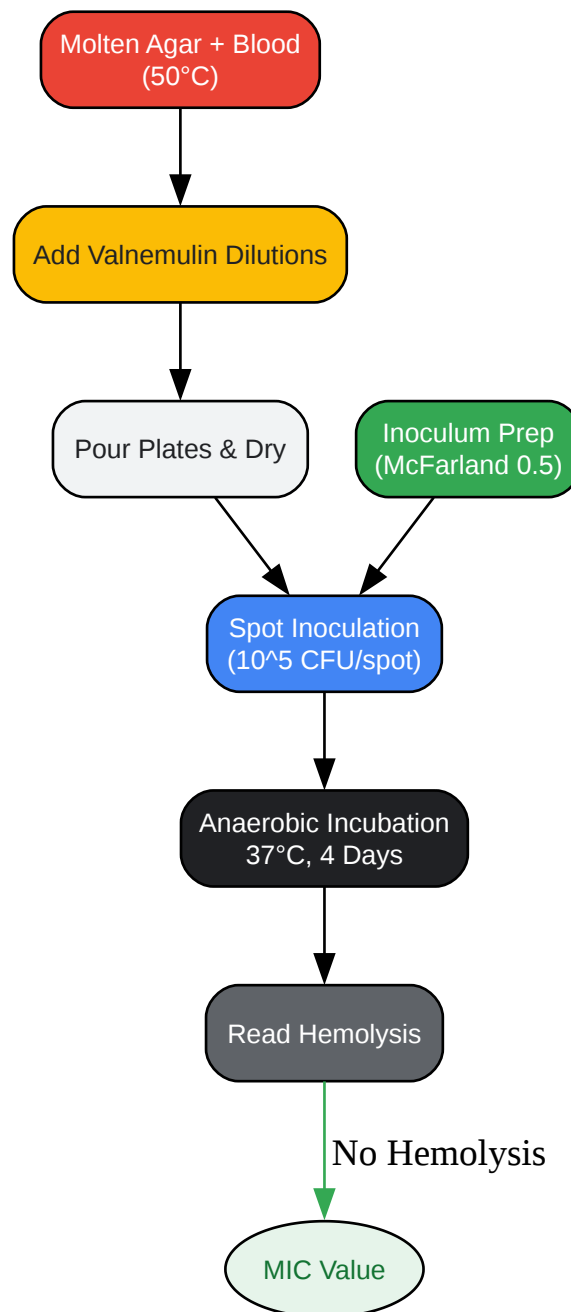 Molten Agar + Blood
(50°C)
Add Valnemulin Dilutions
Pour Plates & Dry
Inoculum Prep
(McFarland 0.5)
Spot Inoculation
(10^5 CFU/spot)
Anaerobic Incubation
37°C, 4 Days
Read Hemolysis
No Hemolysis
MIC Value